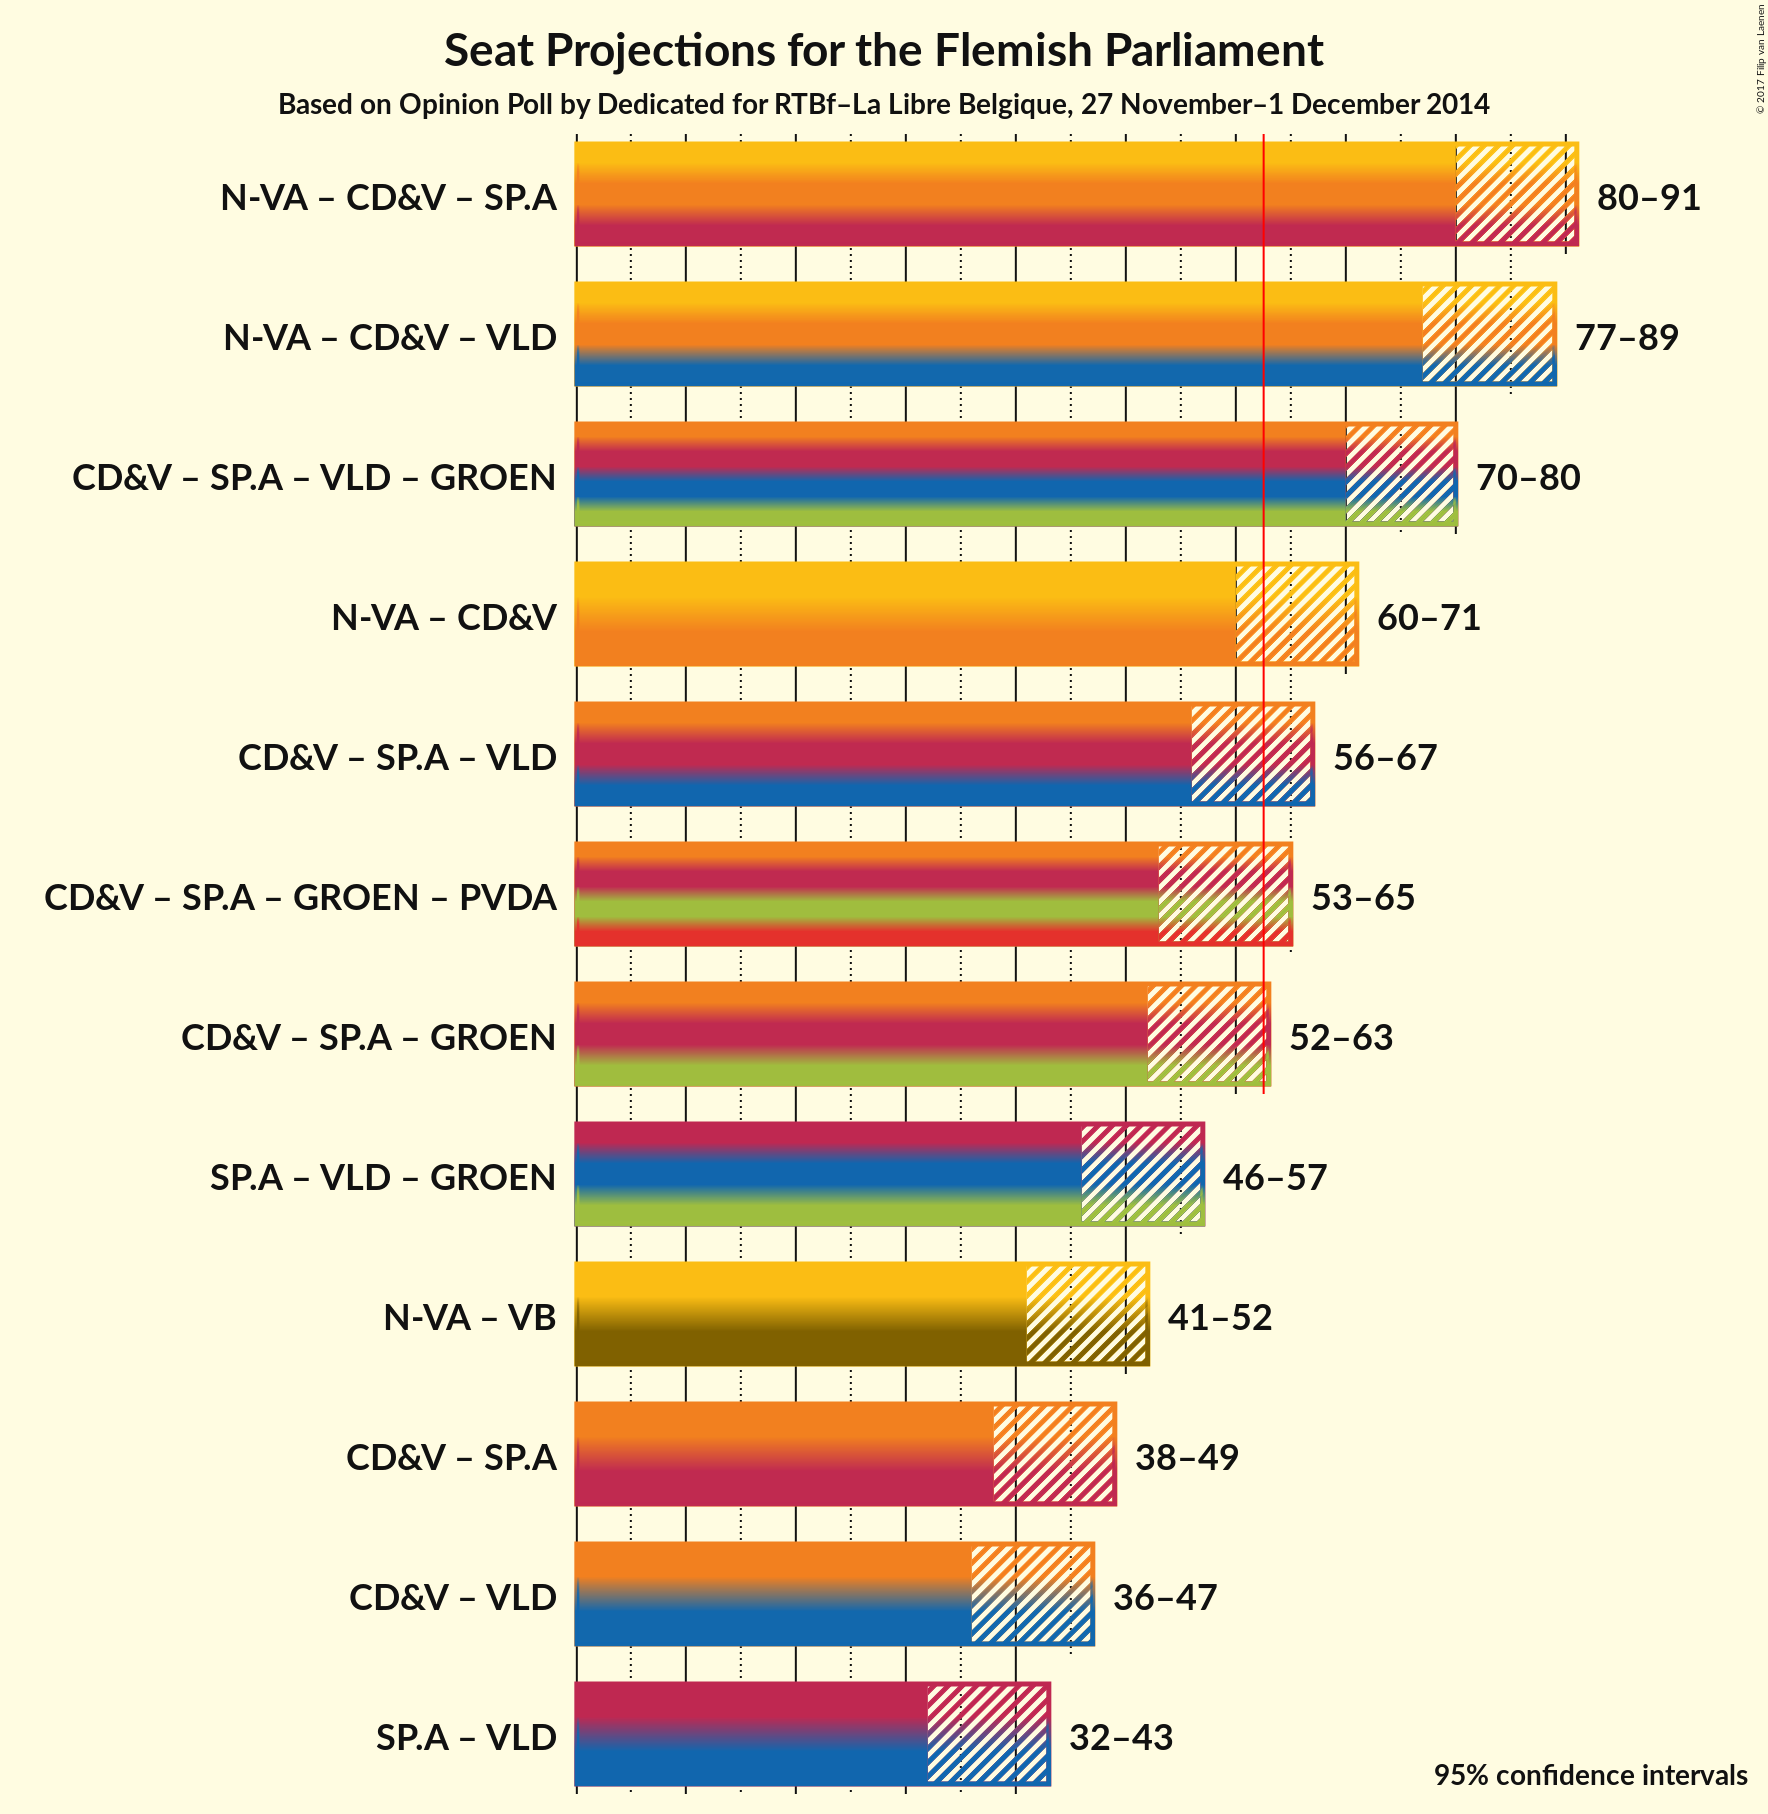 Seat Projections for the Flemish Parliament
Based on Opinion Poll by Dedicated for RTBf–La Libre Belgique, 27 November–1 December 2014
© 2017 Filip van Laenen
N-VA – CD&V – SP.A 80–91
N-VA – CD&V – VLD 77–89
CD&V – SP.A – VLD – GROEN 70–80
N-VA – CD&V 60–71
CD&V – SP.A – VLD 56–67
CD&V – SP.A – GROEN – PVDA 53–65
CD&V – SP.A – GROEN 52–63
SP.A – VLD – GROEN 46–57
N-VA – VB 41–52
CD&V – SP.A 38–49
CD&V – VLD 36–47
SP.A – VLD 32–43
95% confidence intervals